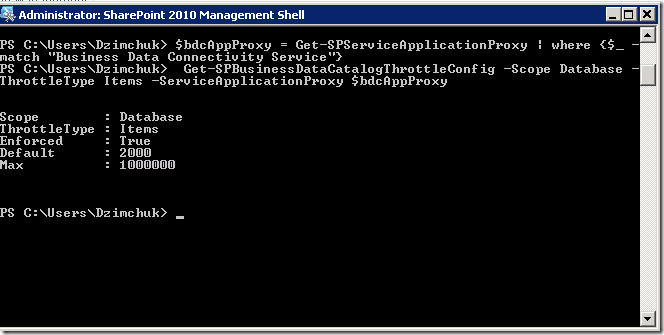 Administrator: SharePoint 2010 Management Shell
PS C:\Users\Dzimchuk> $bdcAppProxy = Get-SPServiceApplicationProxy | where {$_ -
match "Business Data Connectivity Service"}
PS C:\Users\Dzimchuk>  Get-SPBusinessDataCatalogThrottleConfig -Scope Database -
ThrottleType Items -ServiceApplicationProxy $bdcAppProxy
Scope        : Database
ThrottleType : Items
Enforced     : True
Default      : 2000
Max          : 1000000
PS C:\Users\Dzimchuk> _